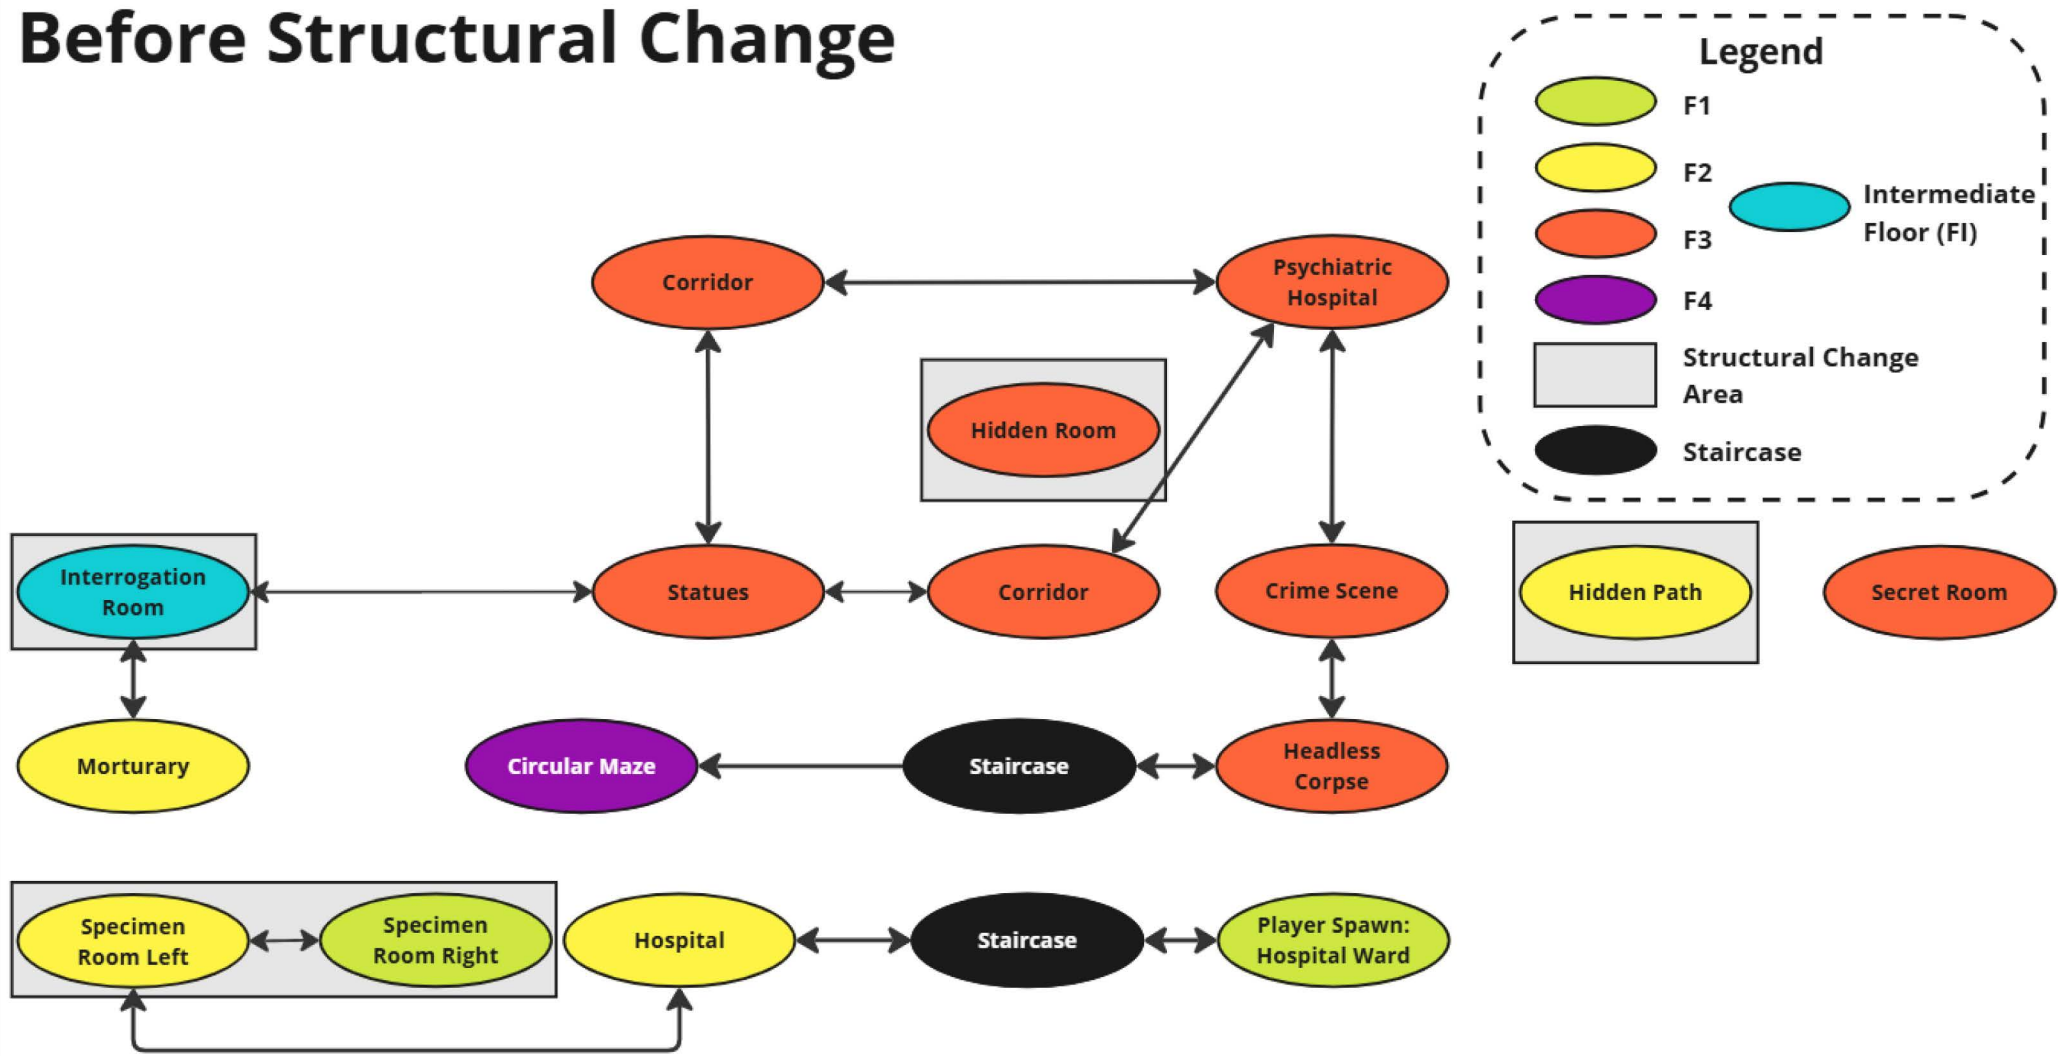 Before Structural Change
Legend
F1
F2
F3
F4
Intermediate
Floor (FI)
Structural Change
Area
Staircase
Corridor
Psychiatric
Hospital
Hidden Room
Interrogation
Room
Statues
Corridor
Crime Scene
Hidden Path
Secret Room
Morturary
Circular Maze
Staircase
Headless
Corpse
Specimen
Room Left
Specimen
Room Right
Hospital
Staircase
Player Spawn:
Hospital Ward